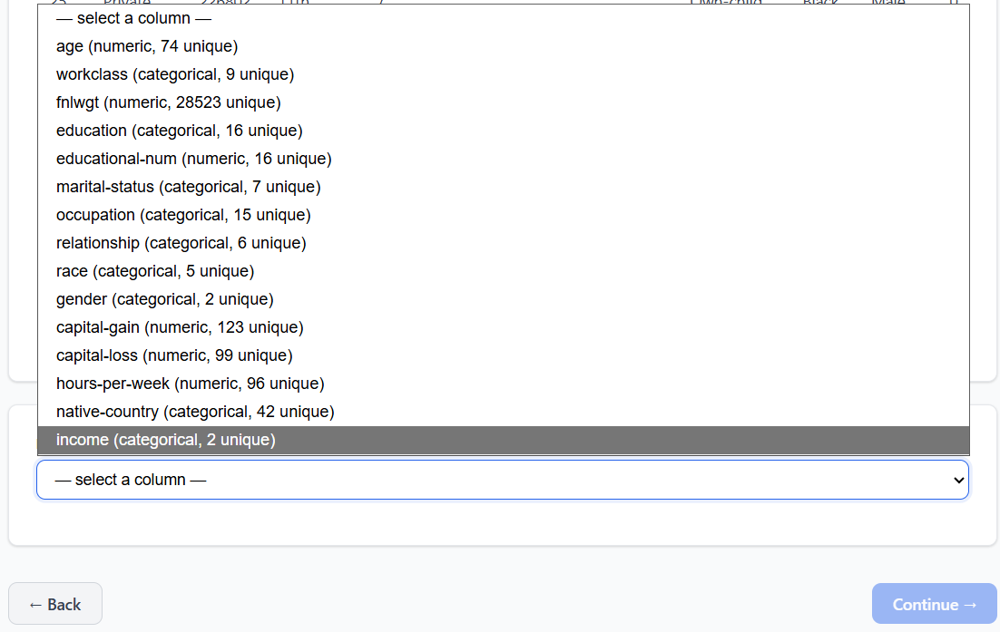 — select a column —
age (numeric, 74 unique)
workclass (categorical, 9 unique)
fnlwgt (numeric, 28523 unique)
education (categorical, 16 unique)
educational-num (numeric, 16 unique)
marital-status (categorical, 7 unique)
occupation (categorical, 15 unique)
relationship (categorical, 6 unique)
race (categorical, 5 unique)
gender (categorical, 2 unique)
capital-gain (numeric, 123 unique)
capital-loss (numeric, 99 unique)
hours-per-week (numeric, 96 unique)
native-country (categorical, 42 unique)
income (categorical, 2 unique)
— select a column —
← Back
Continue →